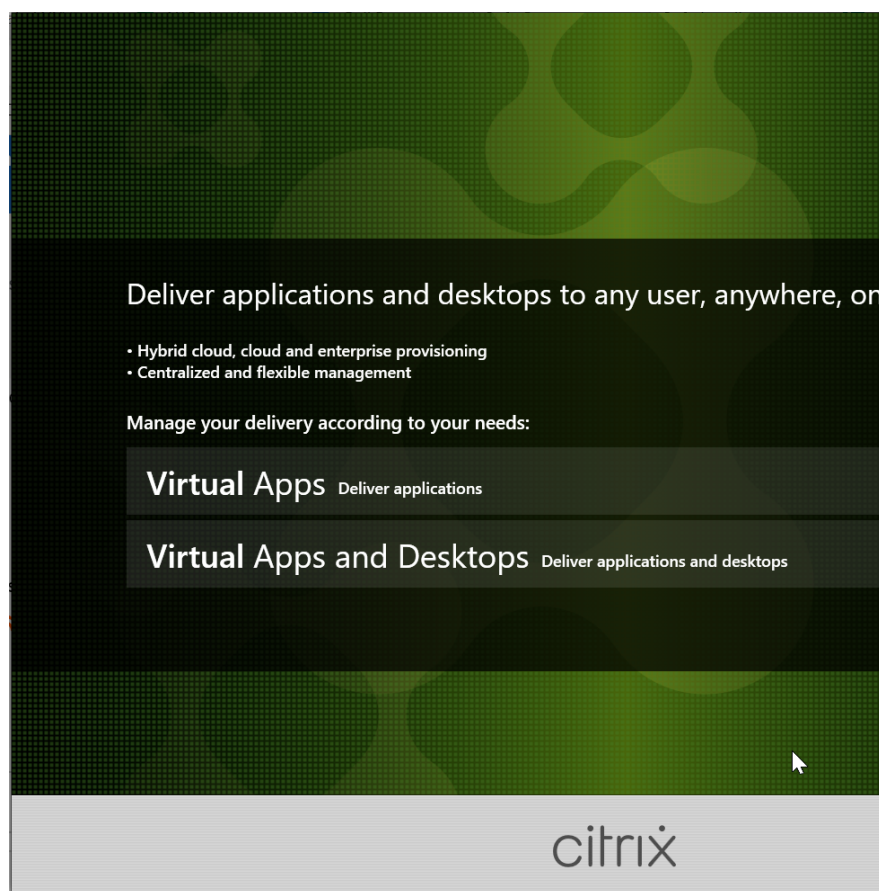 Deliver applications and desktops to any user, anywhere, on
• Hybrid cloud, cloud and enterprise provisioning
• Centralized and flexible management
Manage your delivery according to your needs:
Virtual Apps Deliver applications
Virtual Apps and Desktops Deliver applications and desktops
citrix